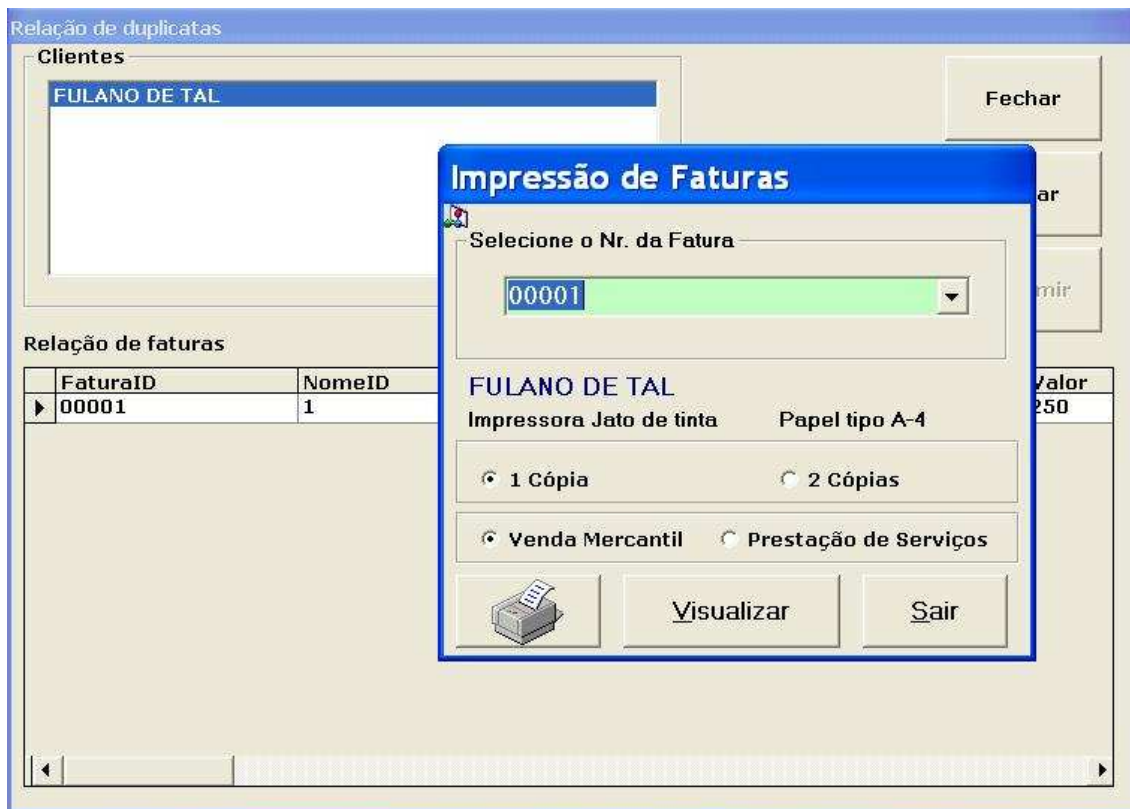 Relação de duplicatas
Clientes
FULANO DE TAL
Fechar
Impressão de Faturas
ar
Selecione o Nr. da Fatura
00001
mir
Relação de faturas
FaturaID NomeID Valor
00001 1 250
FULANO DE TAL
Impressora Jato de tinta Papel tipo A-4
1 Cópia 2 Cópias
Venda Mercantil Prestação de Serviços
Visualizar Sair